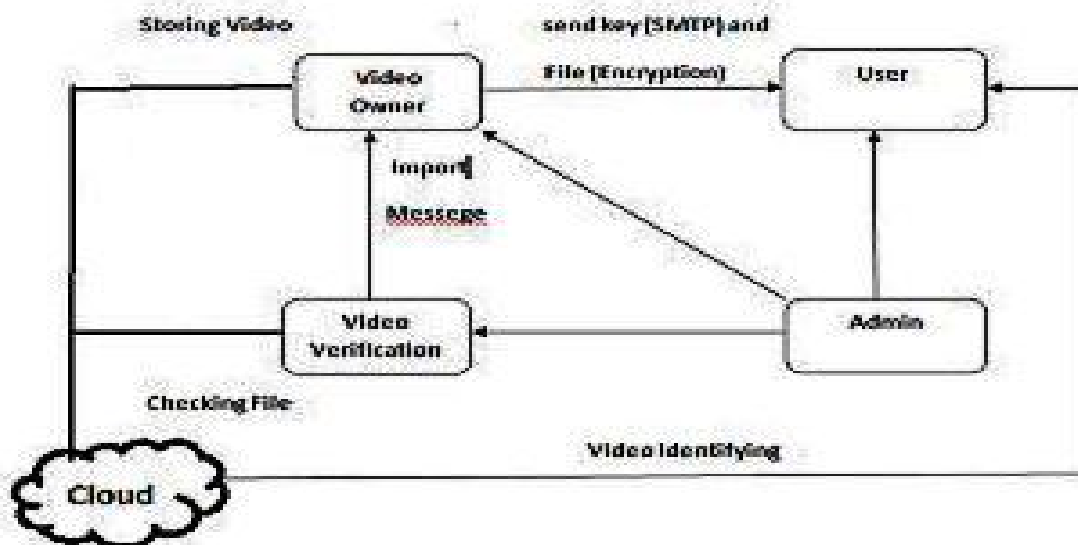 Storing Video
send key (SMTP) and
Video
Owner
File (Encryption)
User
Import
Messege
Video
Verification
Admin
Checking File
Video Identifying
Cloud